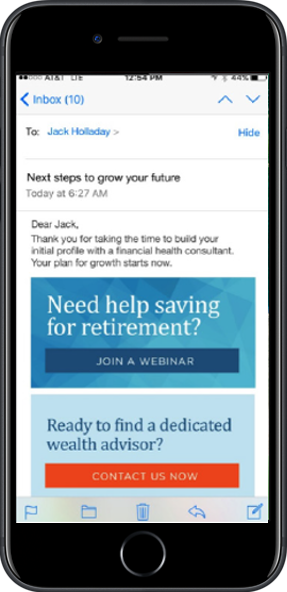 AT&T LTE 12:54 PM 44%
Inbox (10)
To: Jack Holladay > Hide
Next steps to grow your future
Today at 6:27 AM
Dear Jack,
Thank you for taking the time to build your
initial profile with a financial health consultant.
Your plan for growth starts now.
Need help saving
for retirement?
JOIN A WEBINAR
Ready to find a dedicated
wealth advisor?
CONTACT US NOW